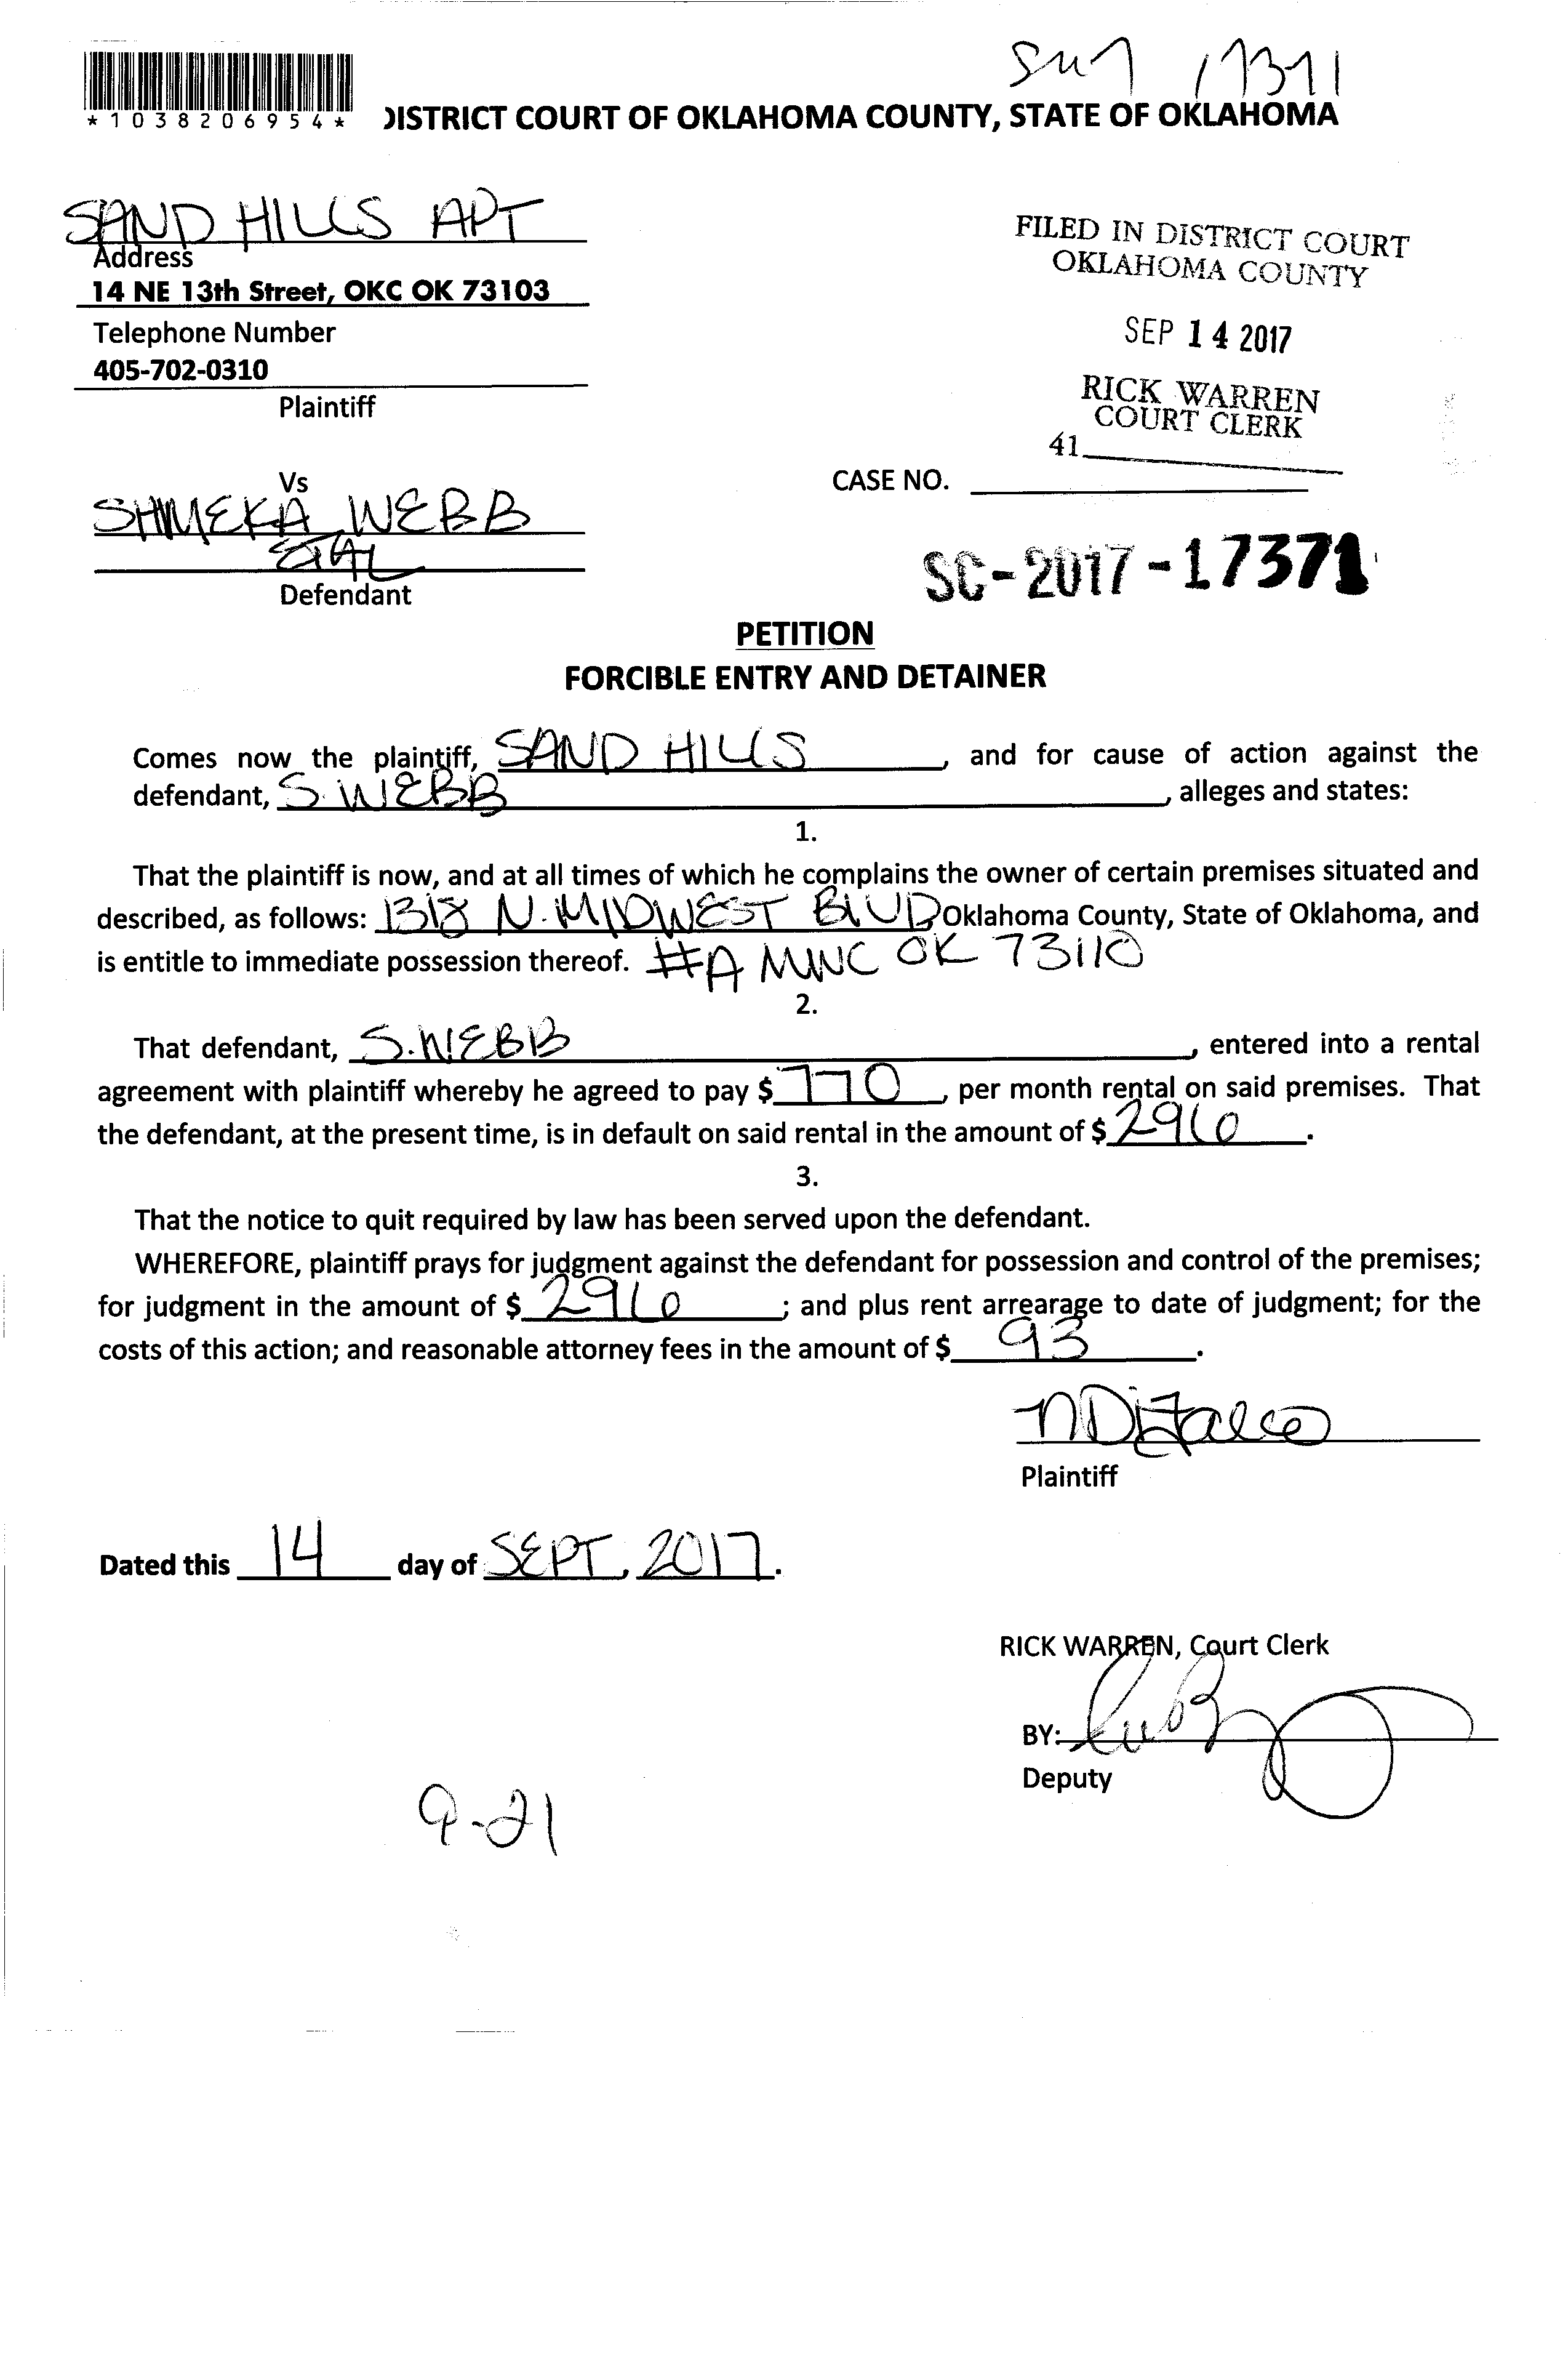 *1038206954*
DISTRICT COURT OF OKLAHOMA COUNTY, STATE OF OKLAHOMA
SAND HILLS APT
Address
14 NE 13th Street, OKC OK 73103
Telephone Number
405-702-0310
Plaintiff
FILED IN DISTRICT COURT
OKLAHOMA COUNTY
SEP 14 2017
RICK WARREN
COURT CLERK
41
Vs
CASE NO.
SHMEKA WEBB
ETAL
Defendant
SC-2017-17371
PETITION
FORCIBLE ENTRY AND DETAINER
Comes now the plaintiff, SAND HILLS, and for cause of action against the
defendant, S. WEBB, alleges and states:
1.
That the plaintiff is now, and at all times of which he complains the owner of certain premises situated and
described, as follows: 1318 N. MIDWEST BLVD Oklahoma County, State of Oklahoma, and
is entitle to immediate possession thereof. #A MWC OK 73110
2.
That defendant, S. WEBB, entered into a rental
agreement with plaintiff whereby he agreed to pay $ 770, per month rental on said premises. That
the defendant, at the present time, is in default on said rental in the amount of $ 296.
3.
That the notice to quit required by law has been served upon the defendant.
WHEREFORE, plaintiff prays for judgment against the defendant for possession and control of the premises;
for judgment in the amount of $ 296; and plus rent arrearage to date of judgment; for the
costs of this action; and reasonable attorney fees in the amount of $ 93.
Plaintiff
Dated this 14 day of SEPT, 2017.
RICK WARREN, Court Clerk
BY:
Deputy
9-21